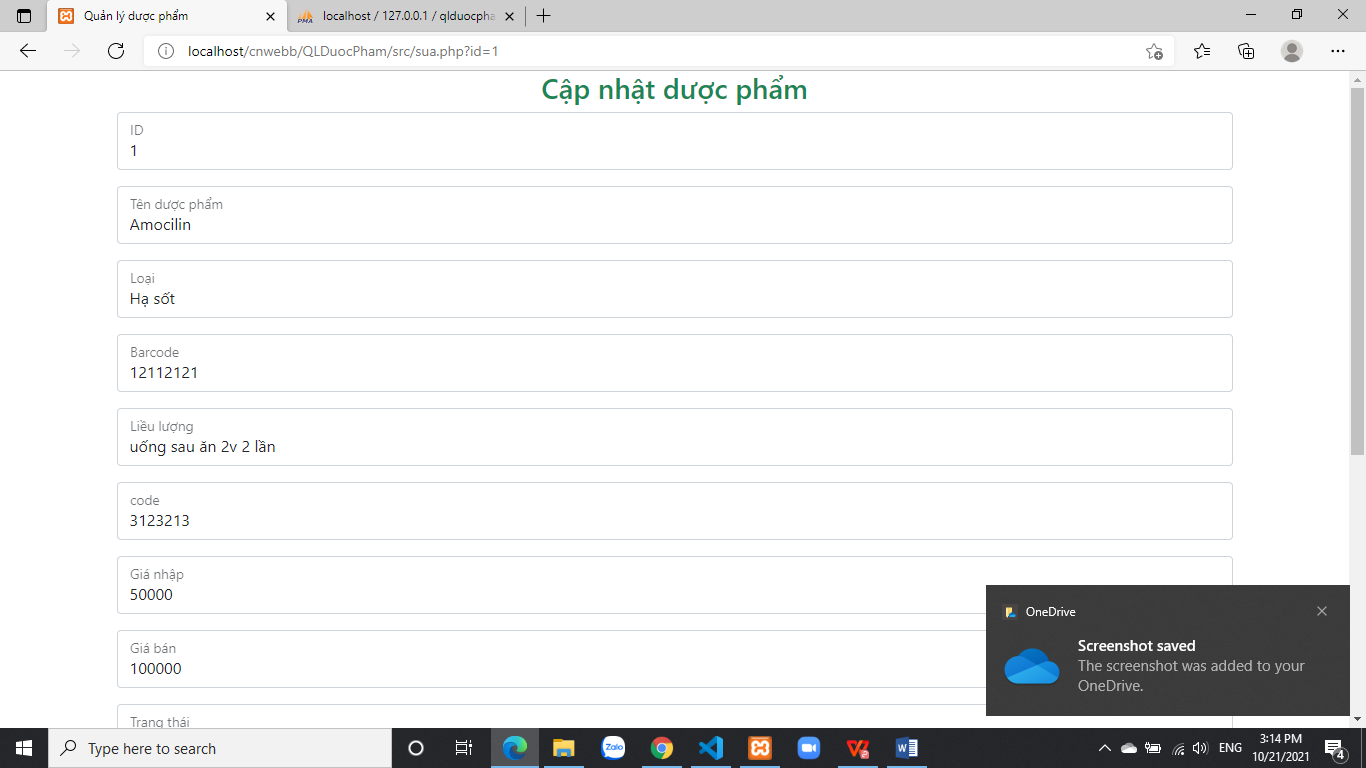 Quản lý dược phẩm
localhost / 127.0.0.1 / qlduocpha
localhost/cnwebb/QLDuocPham/src/sua.php?id=1
Cập nhật dược phẩm
ID
1
Tên dược phẩm
Amocilin
Loại
Hạ sốt
Barcode
12112121
Liều lượng
uống sau ăn 2v 2 lần
code
3123213
Giá nhập
50000
Giá bán
100000
Trạng thái
OneDrive
Screenshot saved
The screenshot was added to your
OneDrive.
Type here to search
Zalo
ENG
3:14 PM
10/21/2021
4